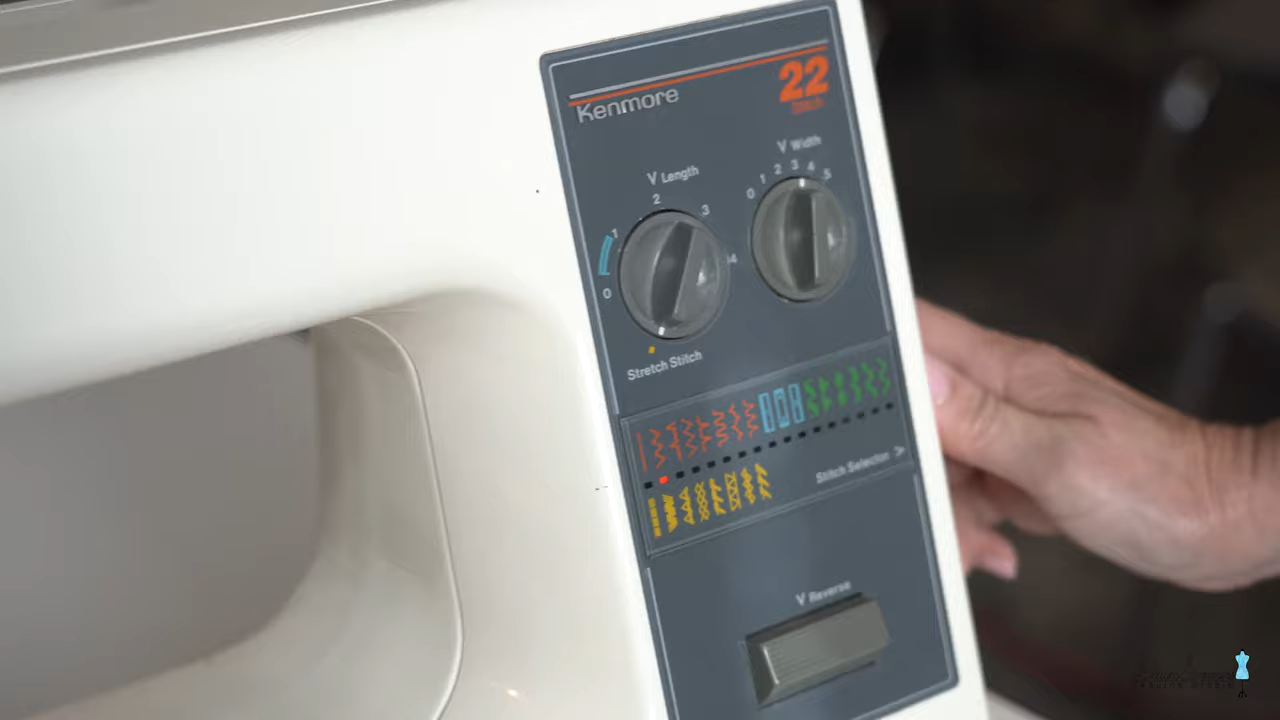 Kenmore
22
Stitch
V Length
V Width
0 1 2 3 4
0 1 2 3 4 5
Stretch Stitch
Stitch Selector >
V Reverse